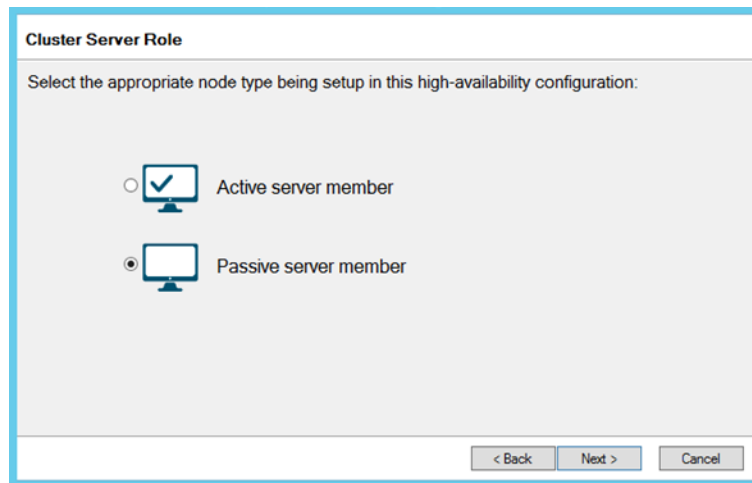 Cluster Server Role
Select the appropriate node type being setup in this high-availability configuration:
Active server member
Passive server member
< Back
Next >
Cancel